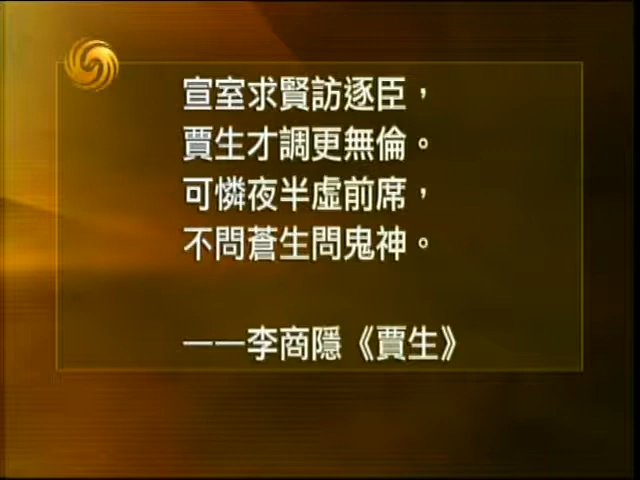 宣室求賢訪逐臣，
賈生才調更無倫。
可憐夜半虛前席，
不問蒼生問鬼神。
——李商隱《賈生》